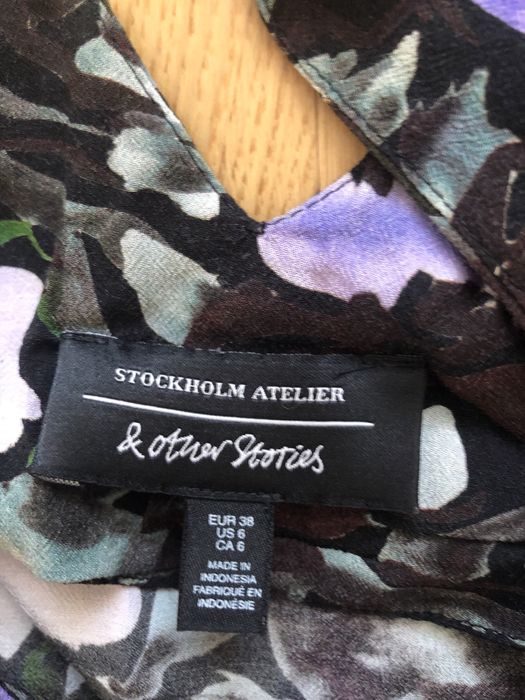 STOCKHOLM ATELIER
& other Stories
EUR 38
US 6
CA 6
MADE IN
INDONESIA
FABRIQUÉ EN
INDONÉSIE